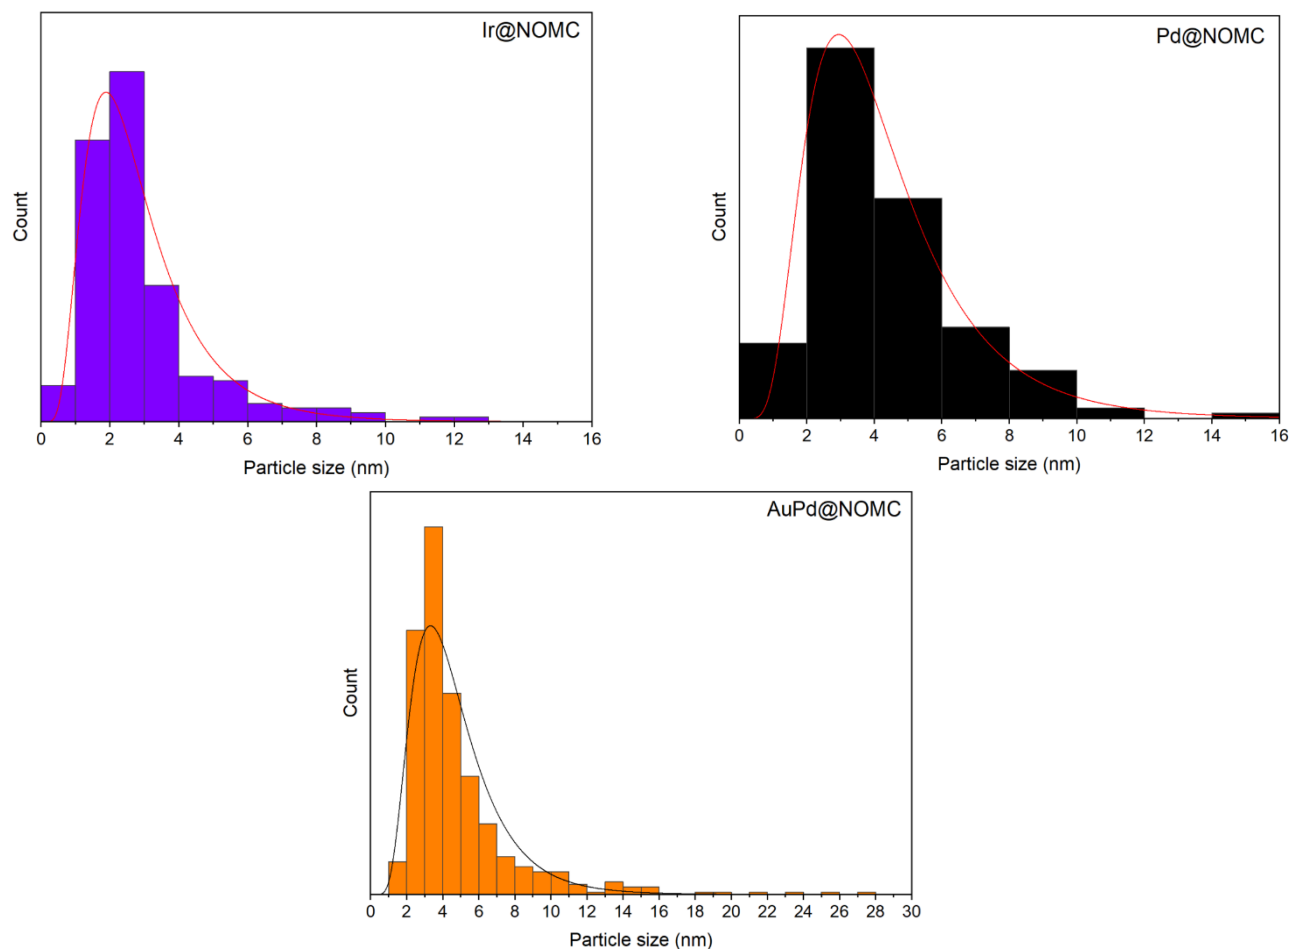 Ir@NOMC
Count
0 2 4 6 8 10 12 14 16
Particle size (nm)
Pd@NOMC
Count
0 2 4 6 8 10 12 14 16
Particle size (nm)
AuPd@NOMC
Count
0 2 4 6 8 10 12 14 16 18 20 22 24 26 28 30
Particle size (nm)